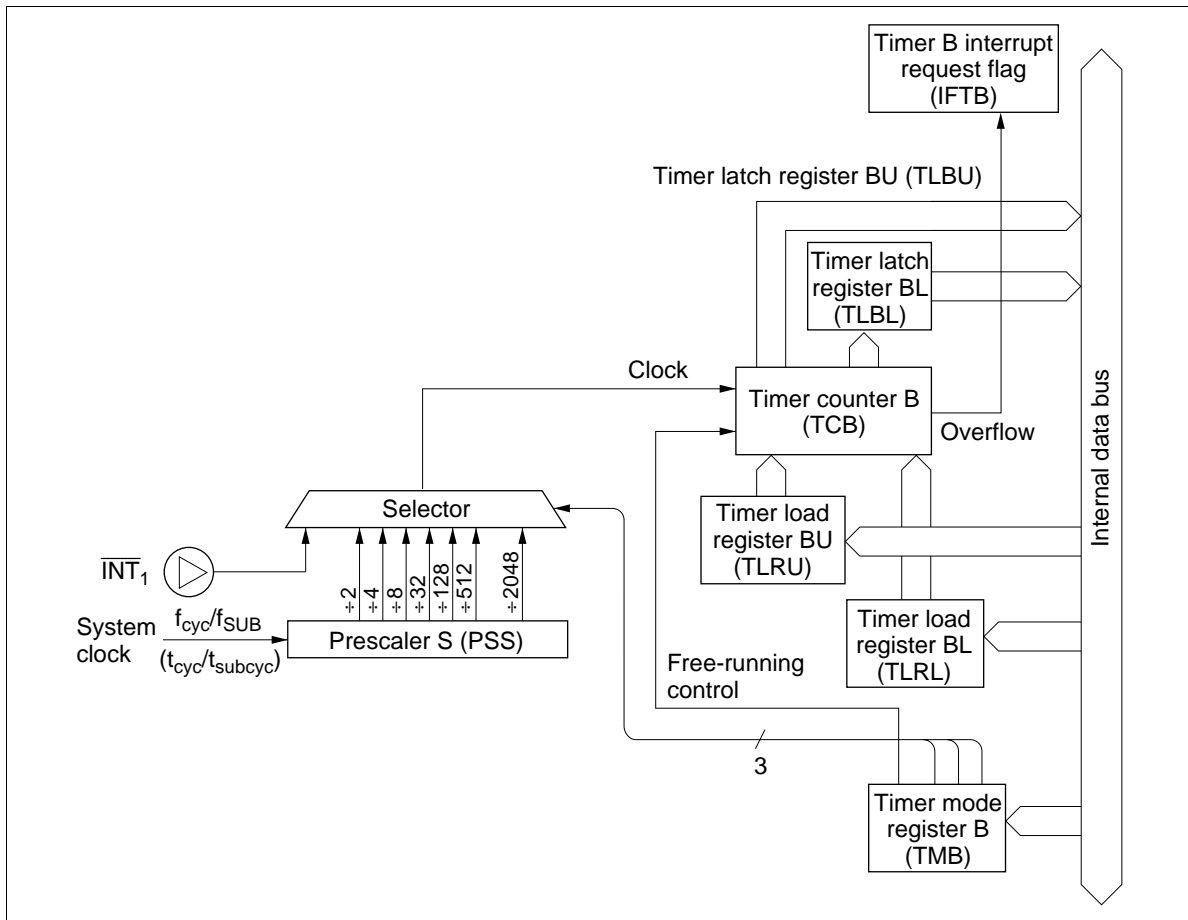 Timer B interrupt
request flag
(IFTB)
Timer latch register BU (TLBU)
Timer latch
register BL
(TLBL)
Clock
Timer counter B
(TCB)
Overflow
Internal data bus
Selector
Timer load
register BU
(TLRU)
INT1
÷2
÷4
÷8
÷32
÷128
÷512
÷2048
System
clock
fcyc/fSUB
(tcyc/tsubcyc)
Prescaler S (PSS)
Timer load
register BL
(TLRL)
Free-running
control
3
Timer mode
register B
(TMB)